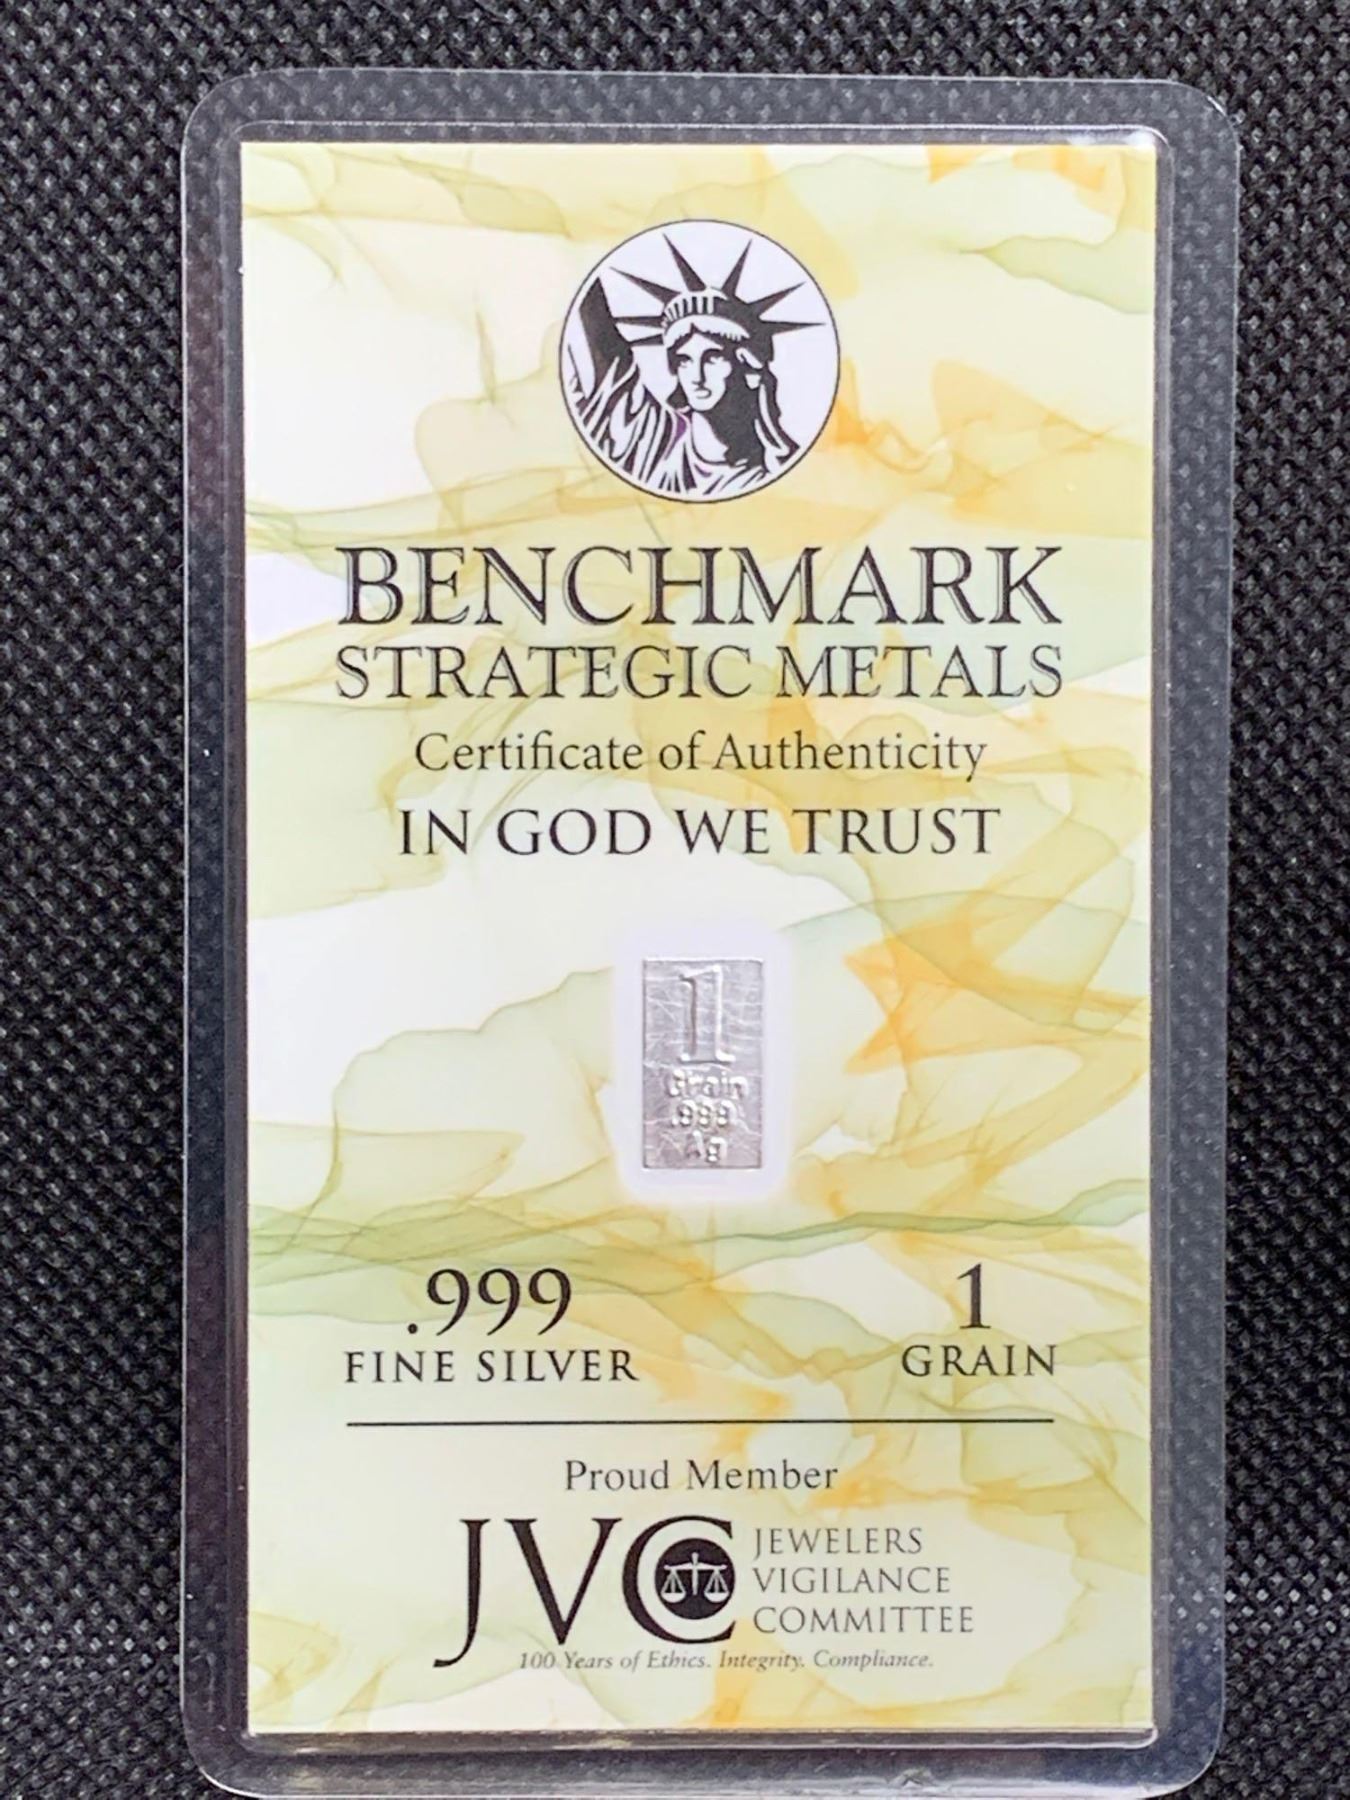 BENCHMARK
STRATEGIC METALS
Certificate of Authenticity
IN GOD WE TRUST
1
Grain
.999
Ag
.999
FINE SILVER
1
GRAIN
Proud Member
JVC
JEWELERS
VIGILANCE
COMMITTEE
100 Years of Ethics. Integrity. Compliance.